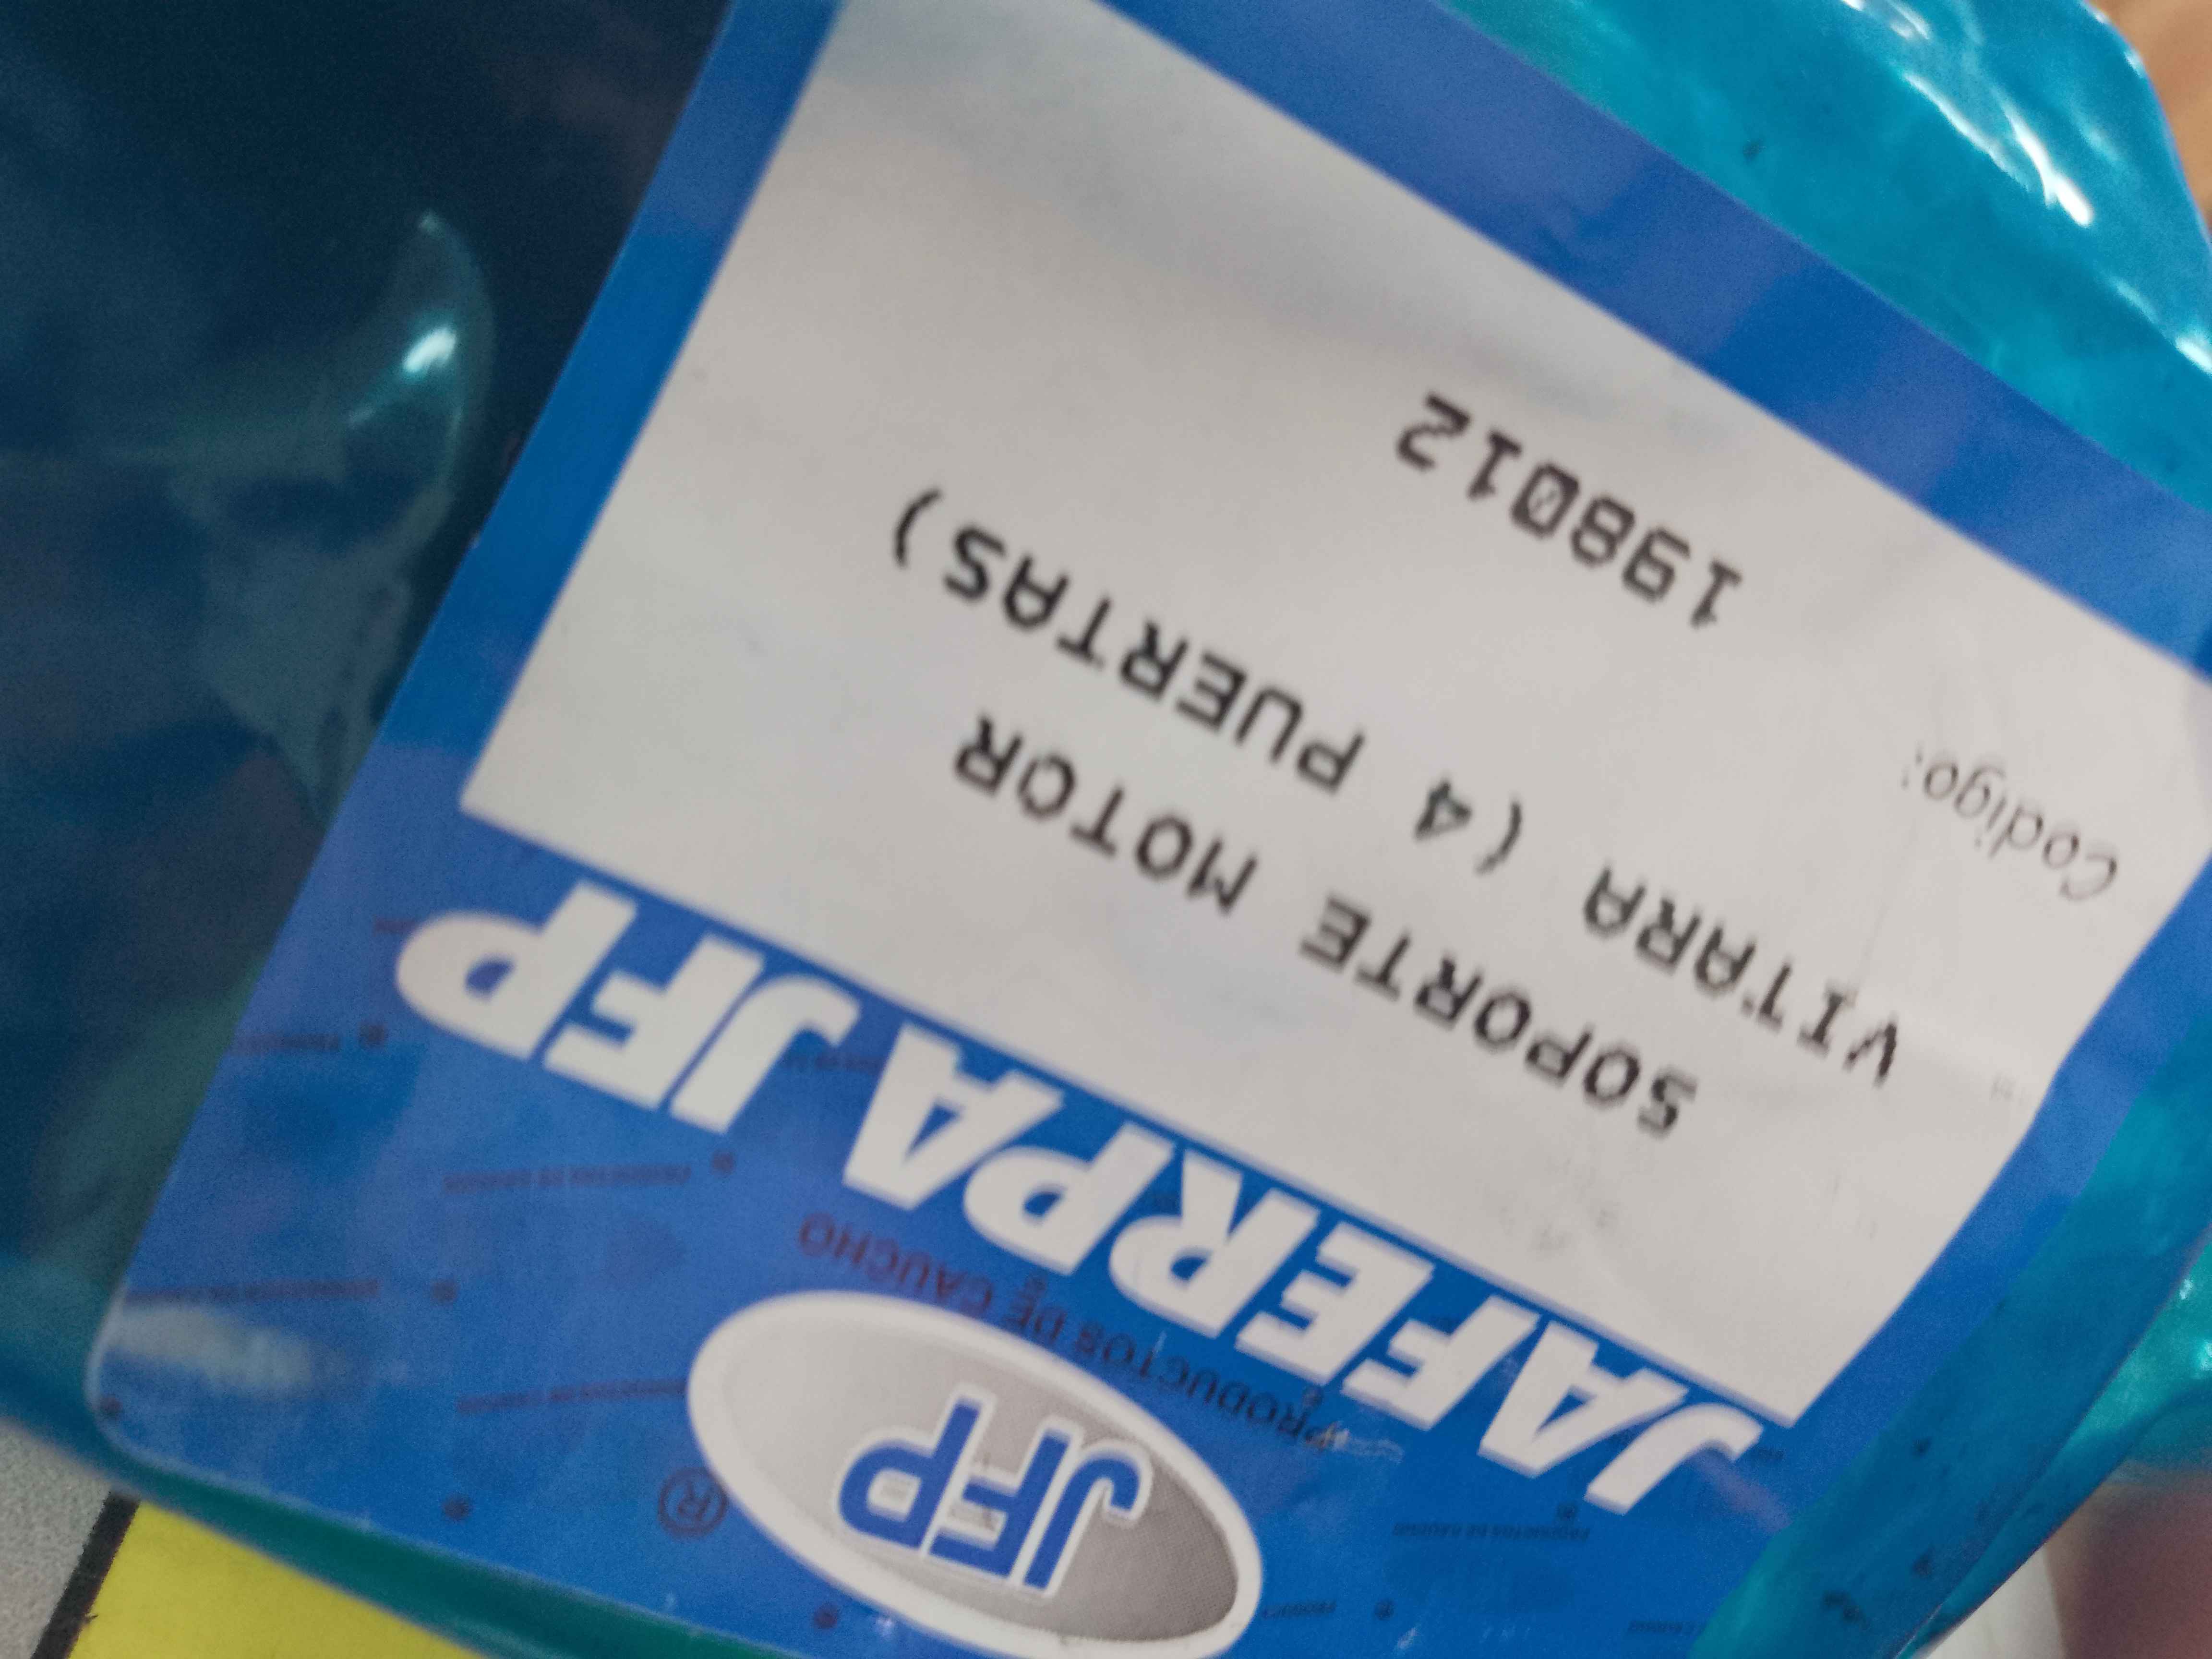 JFP
®
PRODUCTOS DE CAUCHO
JAFERPA JFP
SOPORTE MOTOR
VITARA (4 PUERTAS)
Codigo:
198012